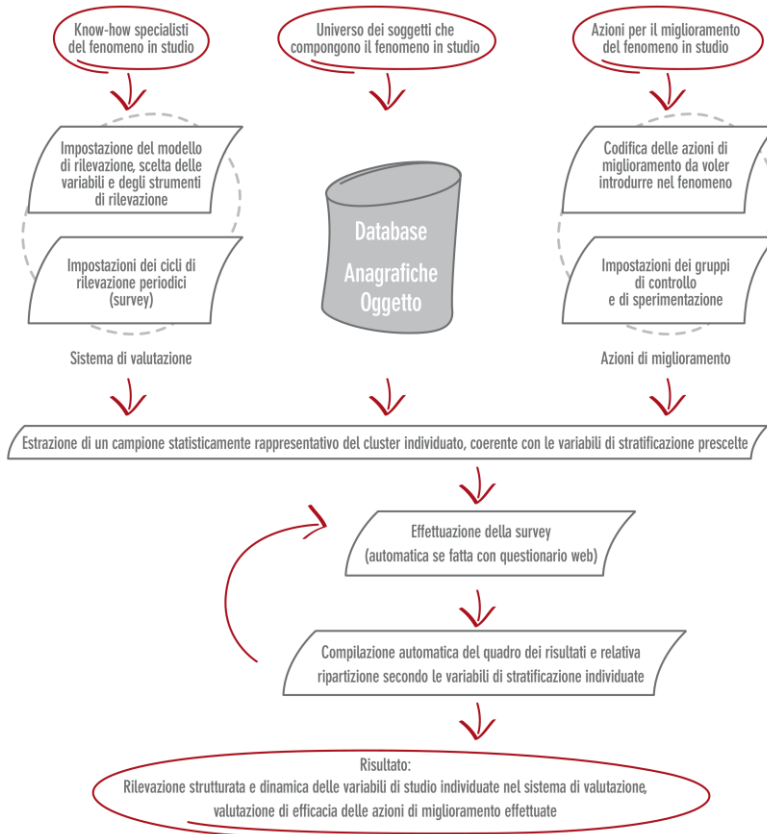 Know-how specialisti
del fenomeno in studio
Universo dei soggetti che
compongono il fenomeno in studio
Azioni per il miglioramento
del fenomeno in studio
Impostazione del modello
di rilevazione, scelta delle
variabili e degli strumenti
di rilevazione
Impostazioni dei cicli di
rilevazione periodici
(survey)
Sistema di valutazione
Database
Anagrafiche
Oggetto
Codifica delle azioni di
miglioramento da voler
introdurre nel fenomeno
Impostazioni dei gruppi
di controllo
e di sperimentazione
Azioni di miglioramento
Estrazione di un campione statisticamente rappresentativo del cluster individuato, coerente con le variabili di stratificazione prescelte
Effettuazione della survey
(automatica se fatta con questionario web)
Compilazione automatica del quadro dei risultati e relativa
ripartizione secondo le variabili di stratificazione individuate
Risultato:
Rilevazione strutturata e dinamica delle variabili di studio individuate nel sistema di valutazione,
valutazione di efficacia delle azioni di miglioramento effettuate